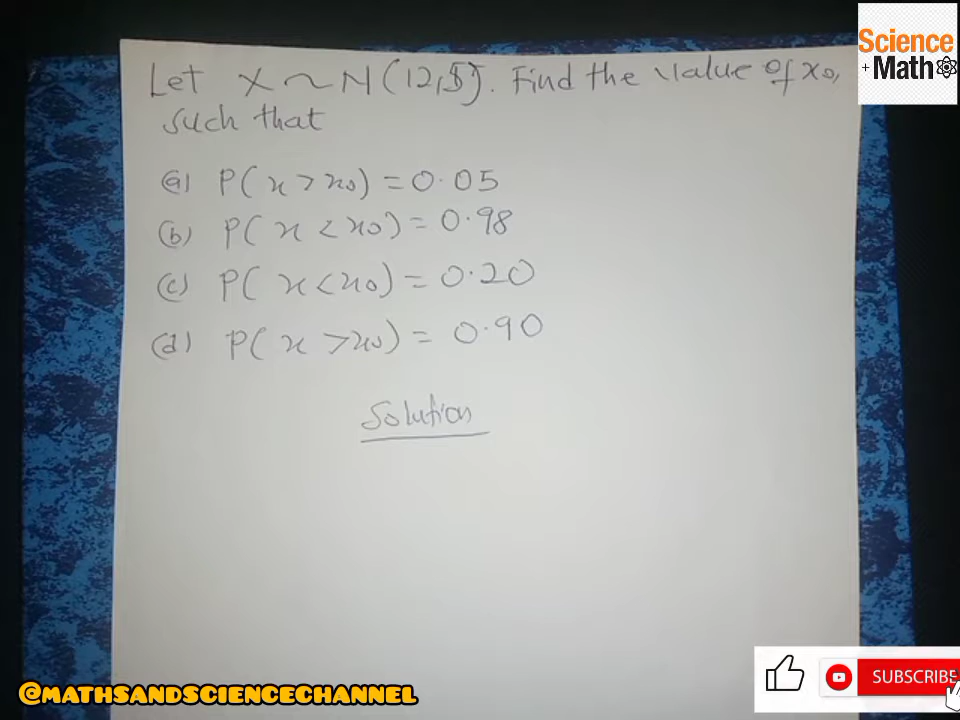 Science
+ Math
Let X ~ N(12,5). Find the value of x₀,
such that
(a) P(x > x₀) = 0.05
(b) P(x < x₀) = 0.98
(c) P(x < x₀) = 0.20
(d) P(x > x₀) = 0.90
Solution
@MATHSANDSCIENCECHANNEL
SUBSCRIBE